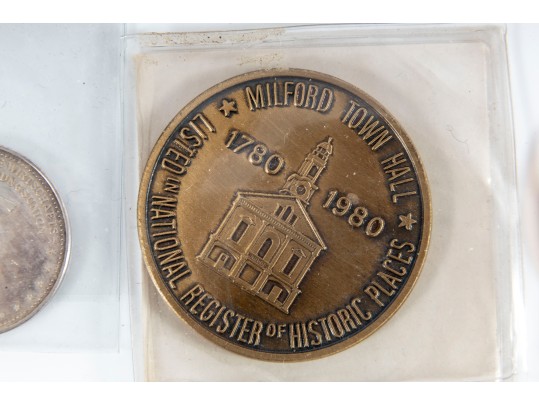 ★ MILFORD TOWN HALL ★
LISTED IN NATIONAL REGISTER OF HISTORIC PLACES
1780
1980